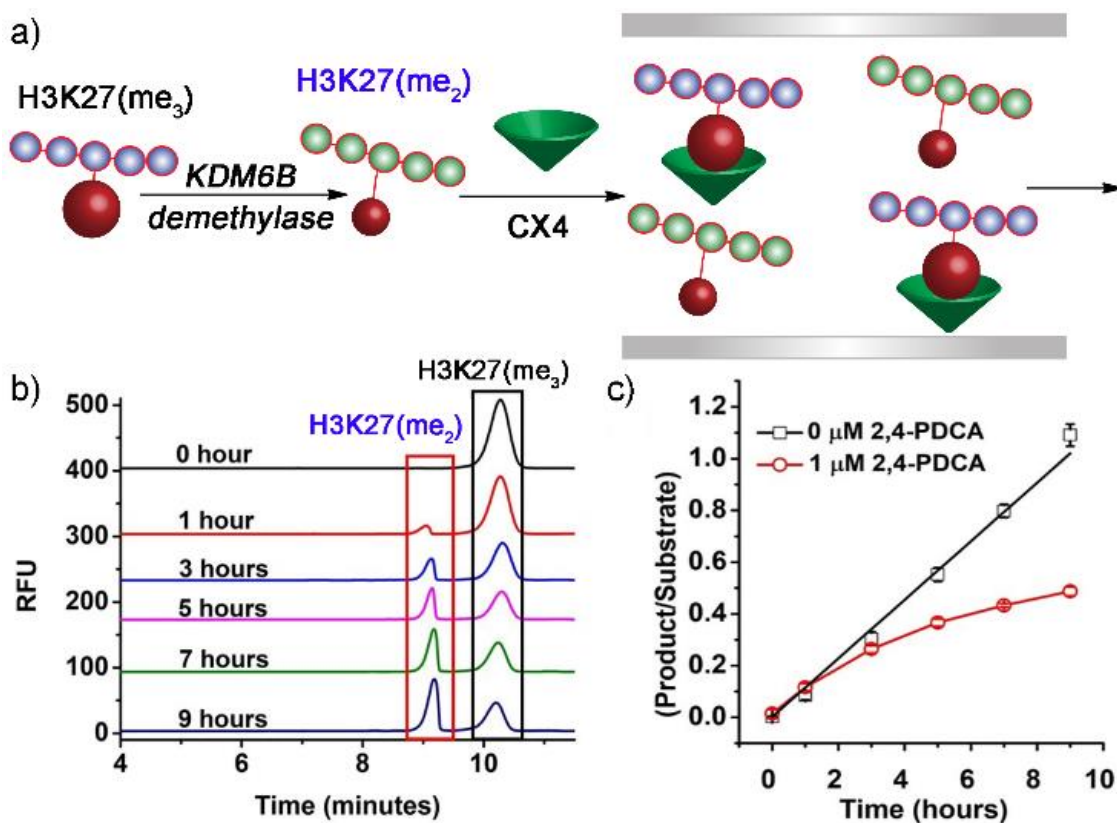 a)
H3K27(me₃)
KDM6B
demethylase
H3K27(me₂)
CX4
b)
H3K27(me₃)
H3K27(me₂)
500
400
300
200
100
0
RFU
0 hour
1 hour
3 hours
5 hours
7 hours
9 hours
4 6 8 10
Time (minutes)
c)
1.2
1.0
0.8
0.6
0.4
0.2
0.0
(Product/Substrate)
0 μM 2,4-PDCA
1 μM 2,4-PDCA
0 2 4 6 8 10
Time (hours)